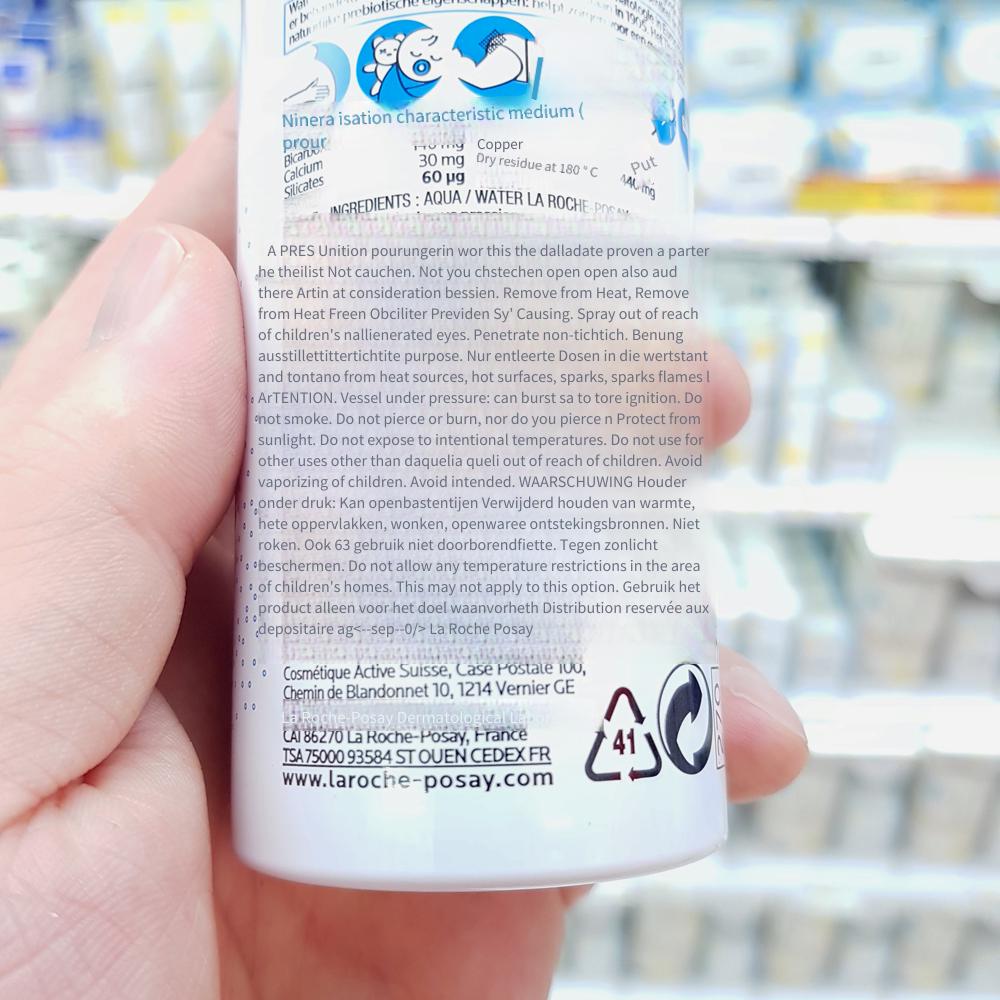 natuurlijke prebiotische eigenschappen: helpt
Ninera isation characteristic medium (
prour
Copper
Calcium 30 mg Dry residue at 180 ° C Put
Silicates 60 µg 440 mg
INGREDIENTS : AQUA / WATER LA ROCHE-POSAY
A PRES Unition pourungerin wor this the dalladate proven a parter
he theilist Not cauchen. Not you chstechen open open also aud
there Artin at consideration bessien. Remove from Heat, Remove
from Heat Freen Obciliter Previden Sy' Causing. Spray out of reach
of children's nallienerated eyes. Penetrate non-tichtich. Benung
ausstillettittertichtite purpose. Nur entleerte Dosen in die wertstant
and tontano from heat sources, hot surfaces, sparks, sparks flames l
ArTENTION. Vessel under pressure: can burst sa to tore ignition. Do
not smoke. Do not pierce or burn, nor do you pierce n Protect from
sunlight. Do not expose to intentional temperatures. Do not use for
other uses other than daquelia queli out of reach of children. Avoid
vaporizing of children. Avoid intended. WAARSCHUWING Houder
onder druk: Kan openbastentijen Verwijderd houden van warmte,
hete oppervlakken, wonken, openwaree ontstekingsbronnen. Niet
roken. Ook 63 gebruik niet doorborendfiette. Tegen zonlicht
beschermen. Do not allow any temperature restrictions in the area
of children's homes. This may not apply to this option. Gebruik het
product alleen voor het doel waanvorheth Distribution reservée aux
depositaire ag<--sep--0/> La Roche Posay
Cosmétique Active Suisse, Case Postale 100,
Chemin de Blandonnet 10, 1214 Vernier GE
La Roche-Posay Dermatological
CAI 86270 La Roche-Posay, France
TSA 75000 93584 ST OUEN CEDEX FR
www.laroche-posay.com
41